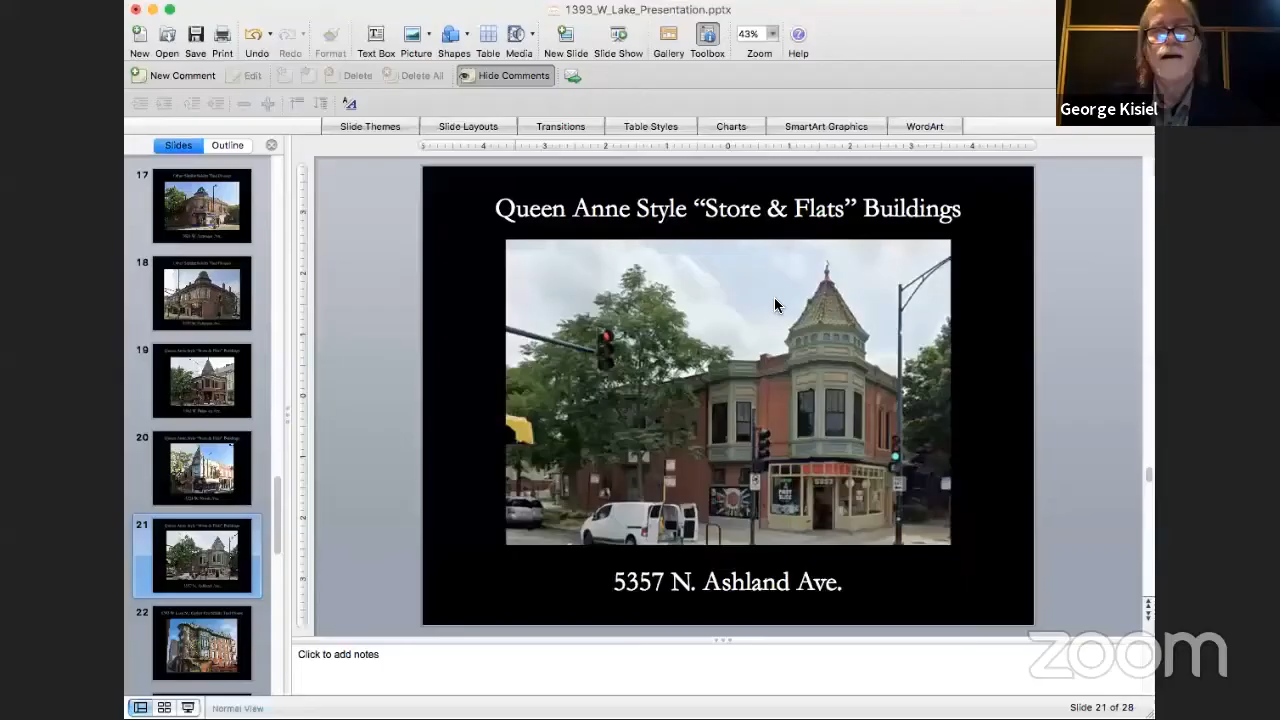 1393_W_Lake_Presentation.pptx
New Open Save Print Undo Redo Format Text Box Picture Shapes Table Media New Slide Slide Show Gallery Toolbox Zoom Help
43%
New Comment Edit Delete Delete All Hide Comments
Slide Themes Slide Layouts Transitions Table Styles Charts SmartArt Graphics WordArt
Slides Outline
George Kisiel
17
18
19
20
21
22
Queen Anne Style “Store & Flats” Buildings
5357 N. Ashland Ave.
Click to add notes
Normal View
Slide 21 of 28
zoom